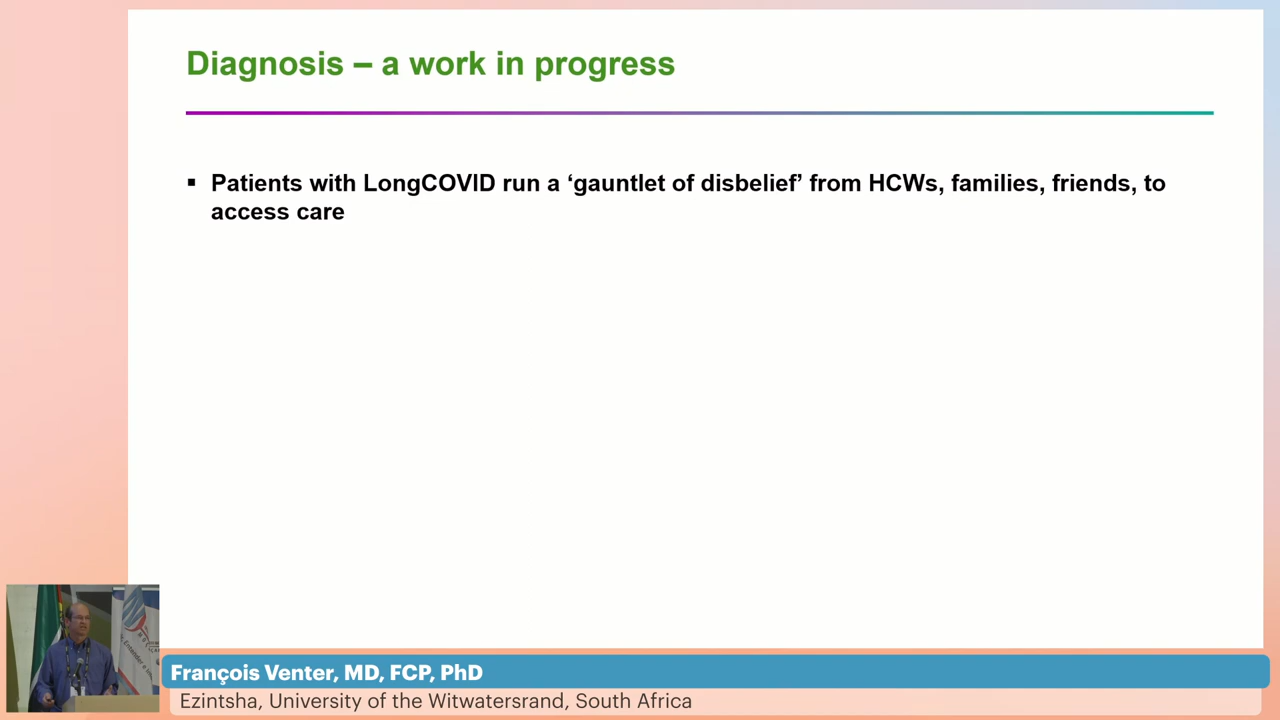 Diagnosis – a work in progress
▪ Patients with LongCOVID run a ‘gauntlet of disbelief’ from HCWs, families, friends, to
access care
François Venter, MD, FCP, PhD
Ezintsha, University of the Witwatersrand, South Africa